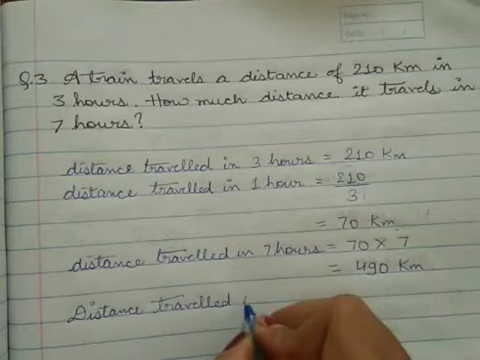 Q.3 A train travels a distance of 210 Km in
3 hours. How much distance it travels in
7 hours?
distance travelled in 3 hours = 210 Km
distance travelled in 1 hour = 210
3
= 70 Km
distance travelled in 7 hours = 70 × 7
= 490 Km
Distance travelled